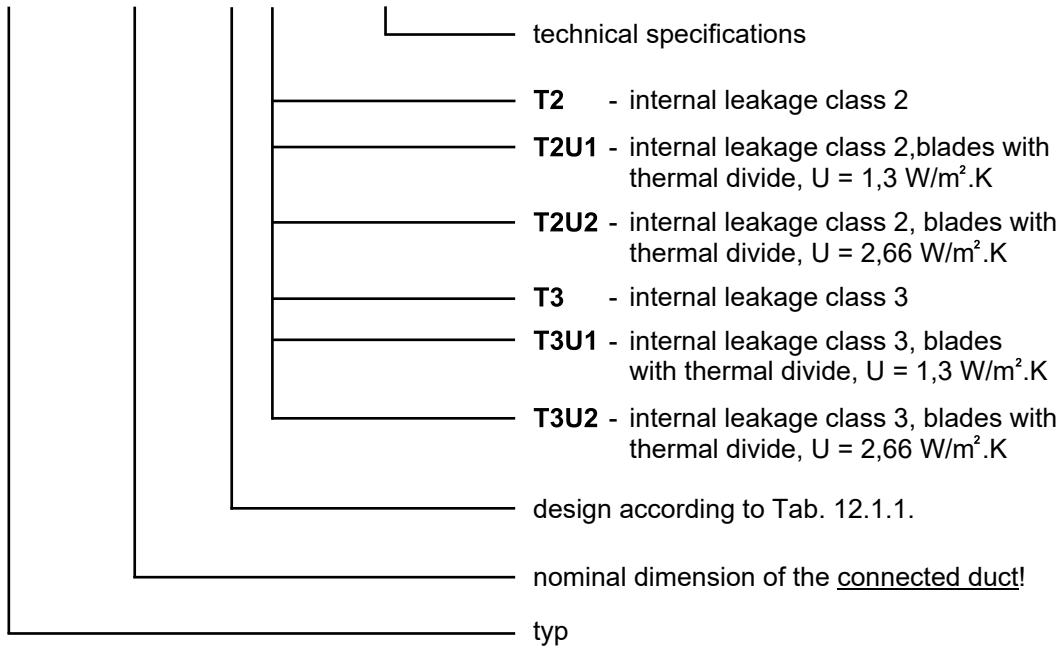 technical specifications
T2 - internal leakage class 2
T2U1 - internal leakage class 2,blades with
thermal divide, U = 1,3 W/m².K
T2U2 - internal leakage class 2, blades with
thermal divide, U = 2,66 W/m².K
T3 - internal leakage class 3
T3U1 - internal leakage class 3, blades
with thermal divide, U = 1,3 W/m².K
T3U2 - internal leakage class 3, blades with
thermal divide, U = 2,66 W/m².K
design according to Tab. 12.1.1.
nominal dimension of the connected duct!
typ